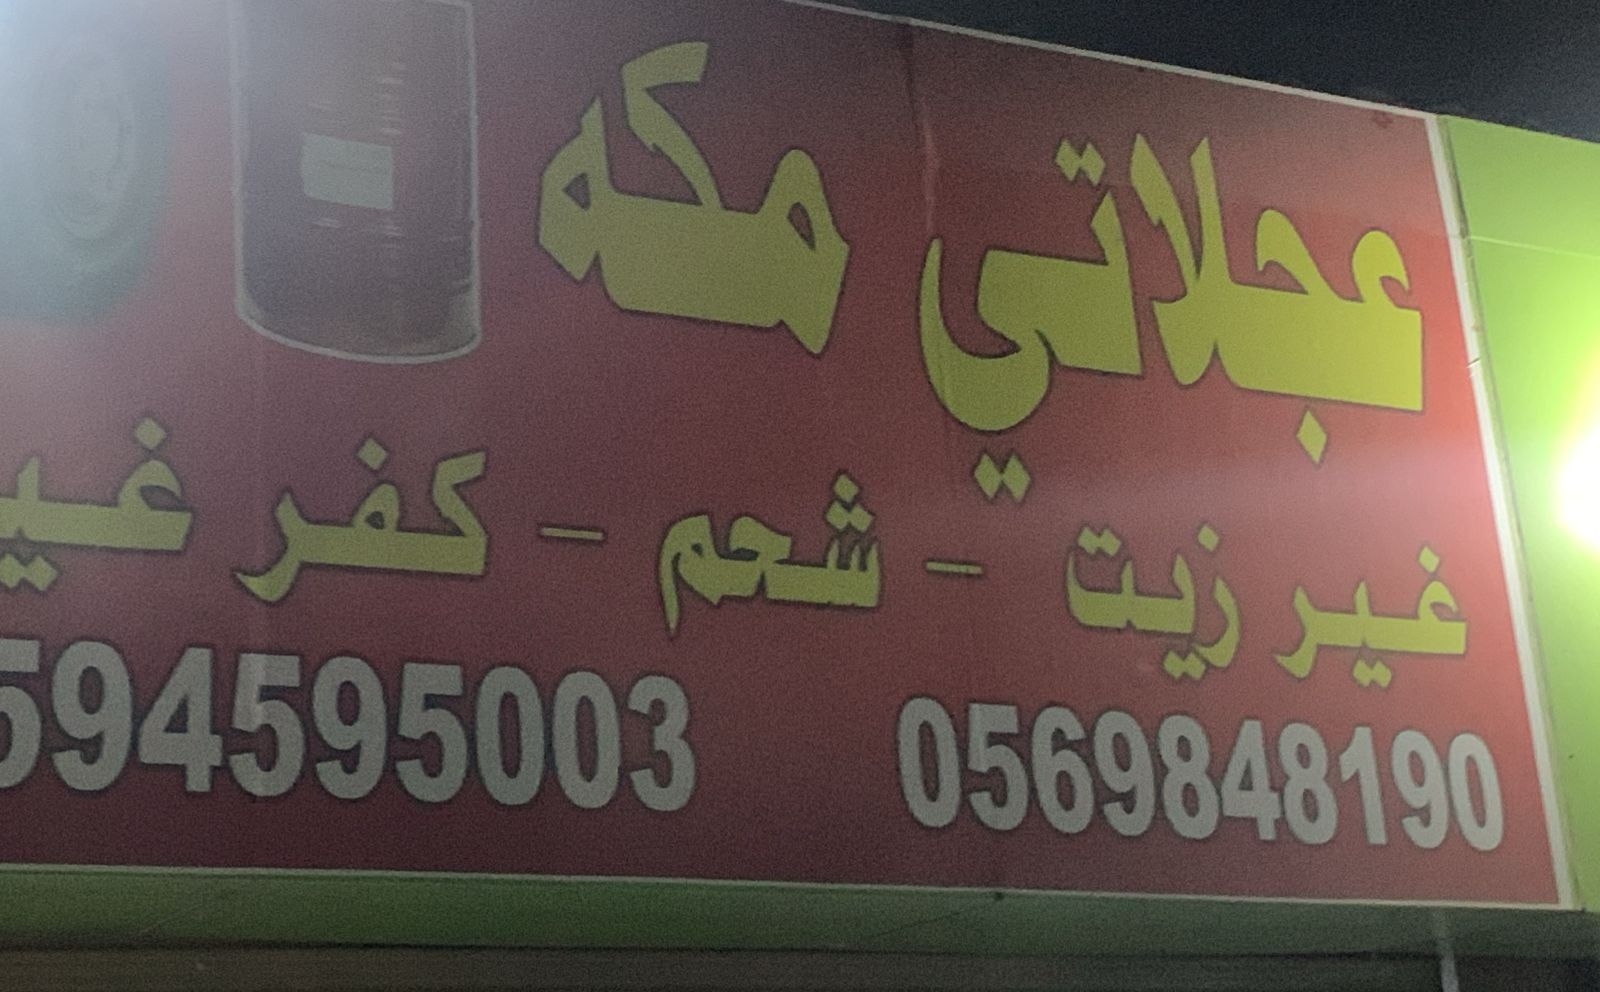 عجلاتي مكه
غير زيت - شحم - كفر
0569848190 594595003